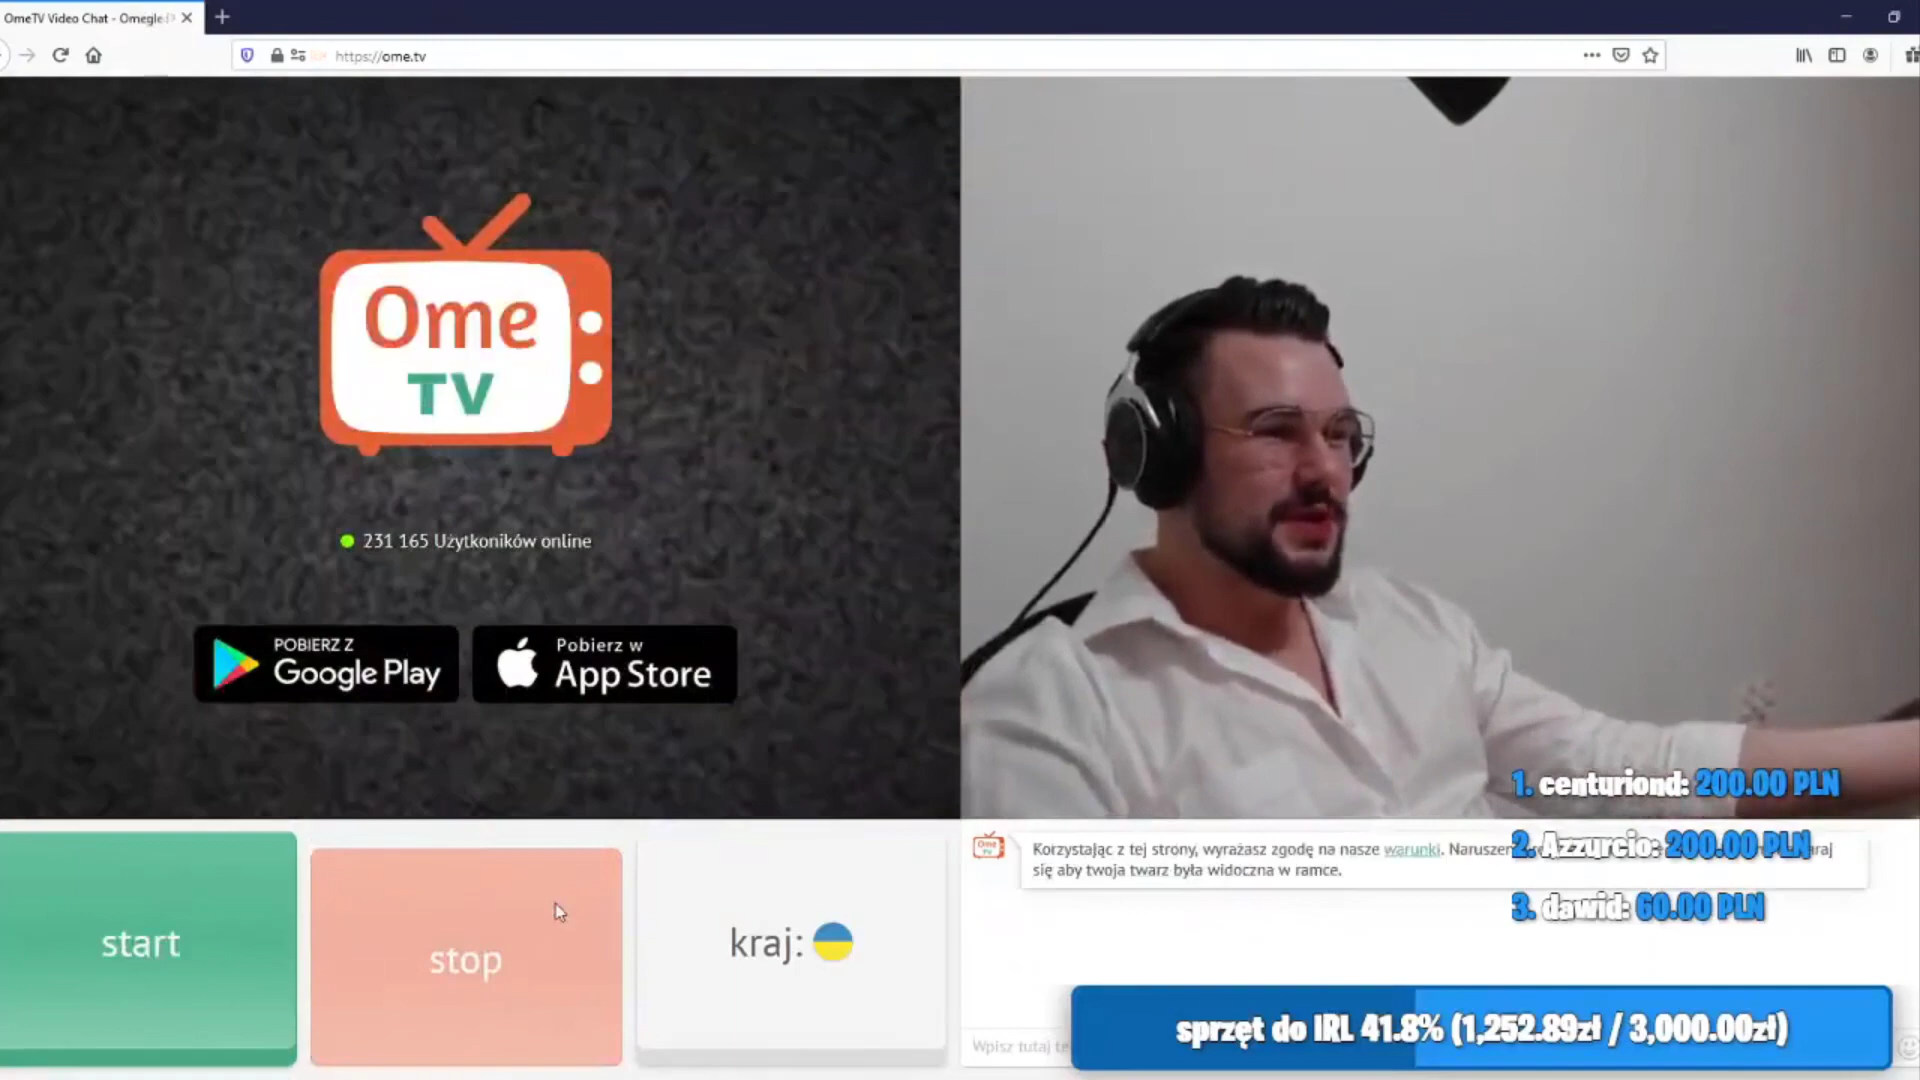 OmeTV Video Chat - Omegle
https://ome.tv
Ome
TV
231 165 Użytkoników online
POBIERZ Z
Google Play
Pobierz w
App Store
start
stop
kraj:
Korzystając z tej strony, wyrażasz zgodę na nasze warunki.
się aby twoja twarz była widoczna w ramce.
Wpisz tutaj
1. centuriond: 200.00 PLN
2. Azzurcio: 200.00 PLN
3. dawid: 60.00 PLN
sprzęt do IRL 41.8% (1,252.89zł / 3,000.00zł)